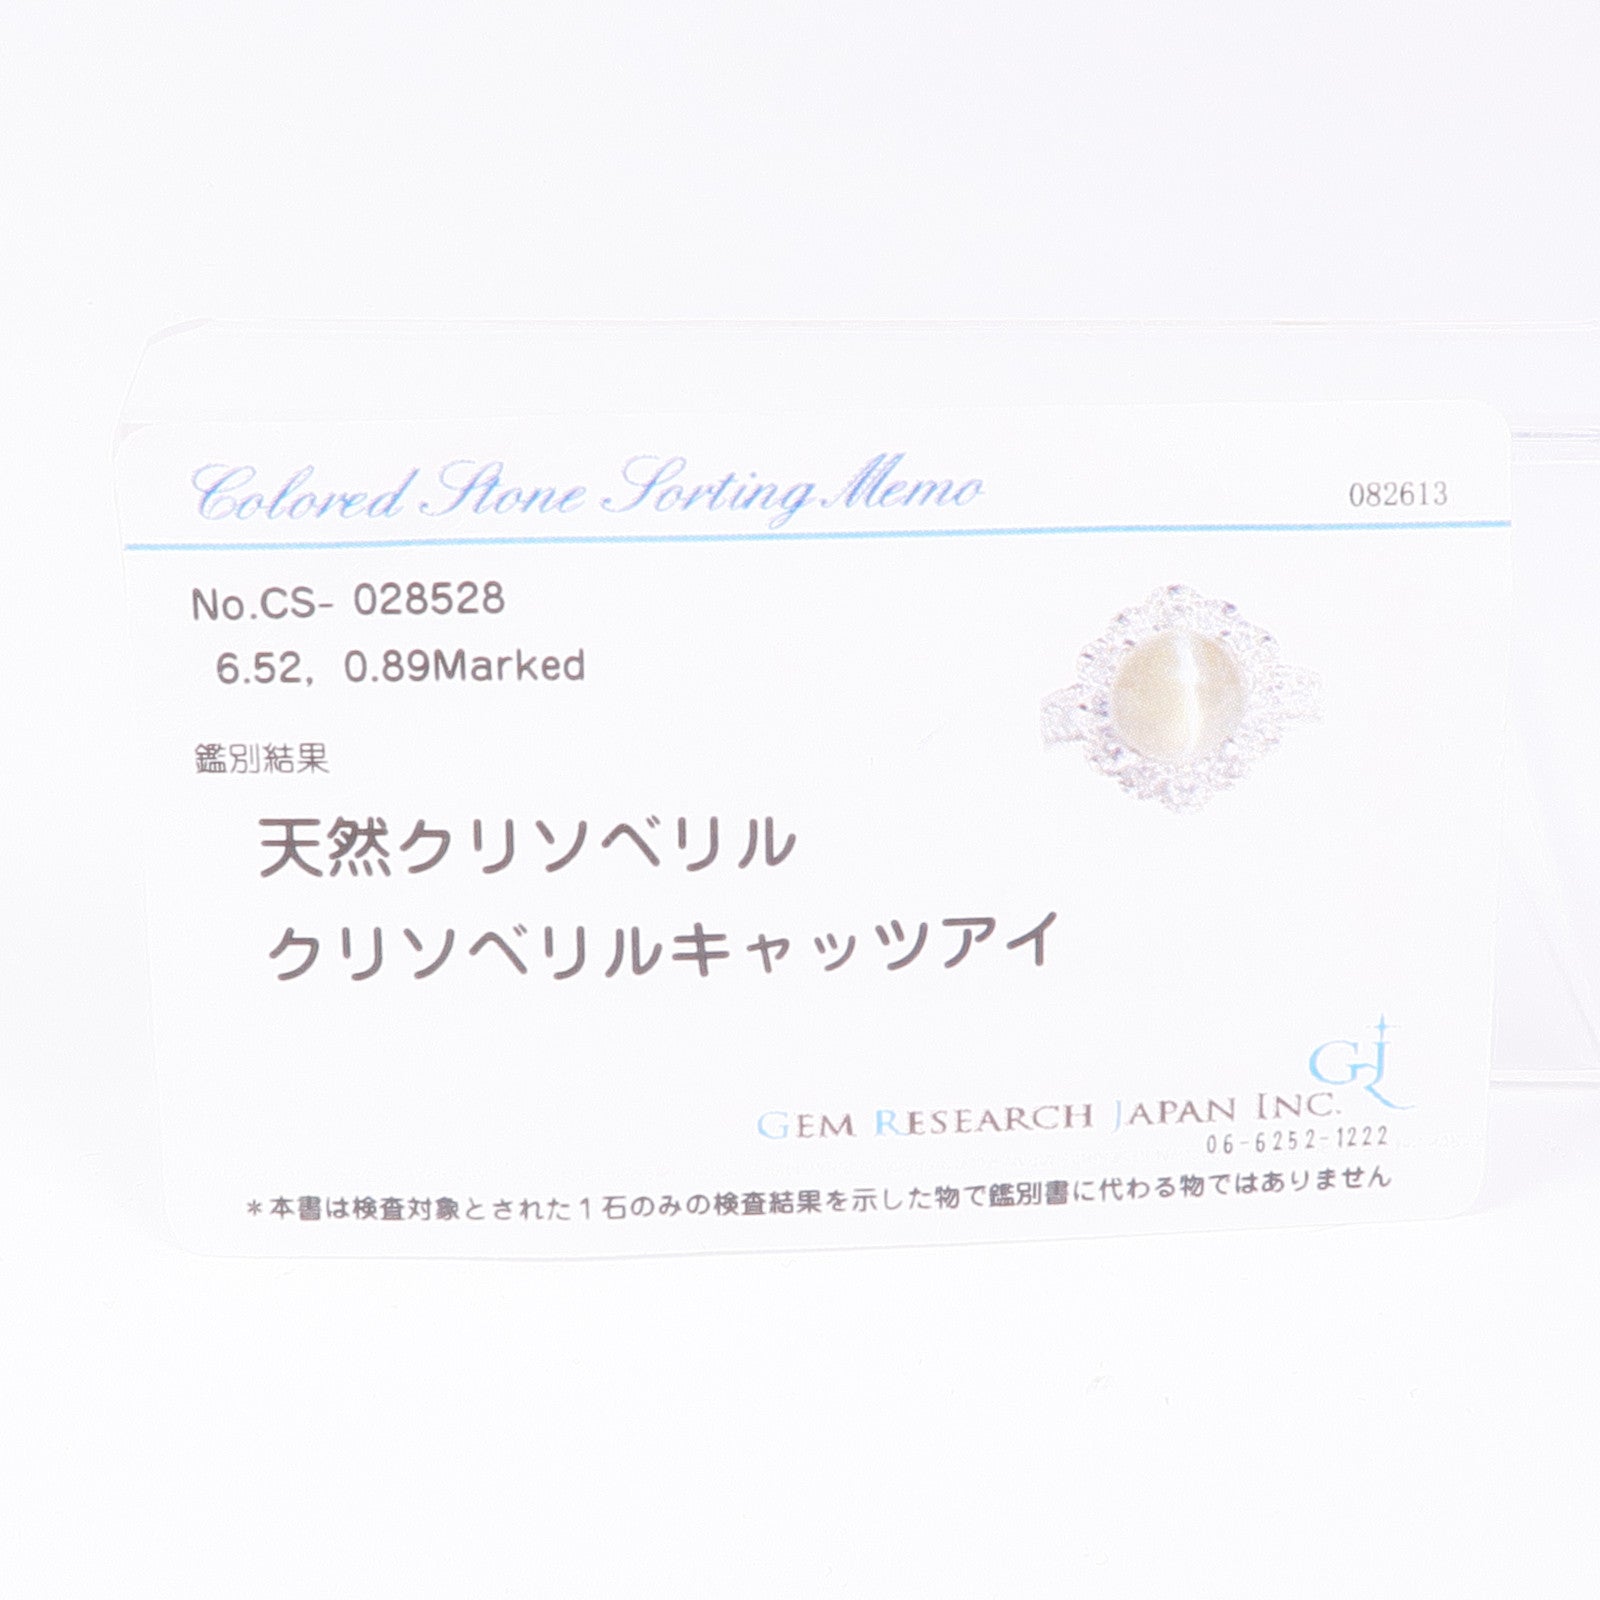 Colored Stone Sorting Memo 082613
No.CS- 028528
6.52, 0.89Marked
鑑別結果
天然クリソベリル
クリソベリルキャッツアイ
GJ
GEM RESEARCH JAPAN INC.
06-6252-1222
*本書は検査対象とされた1石のみの検査結果を示した物で鑑別書に代わる物ではありません